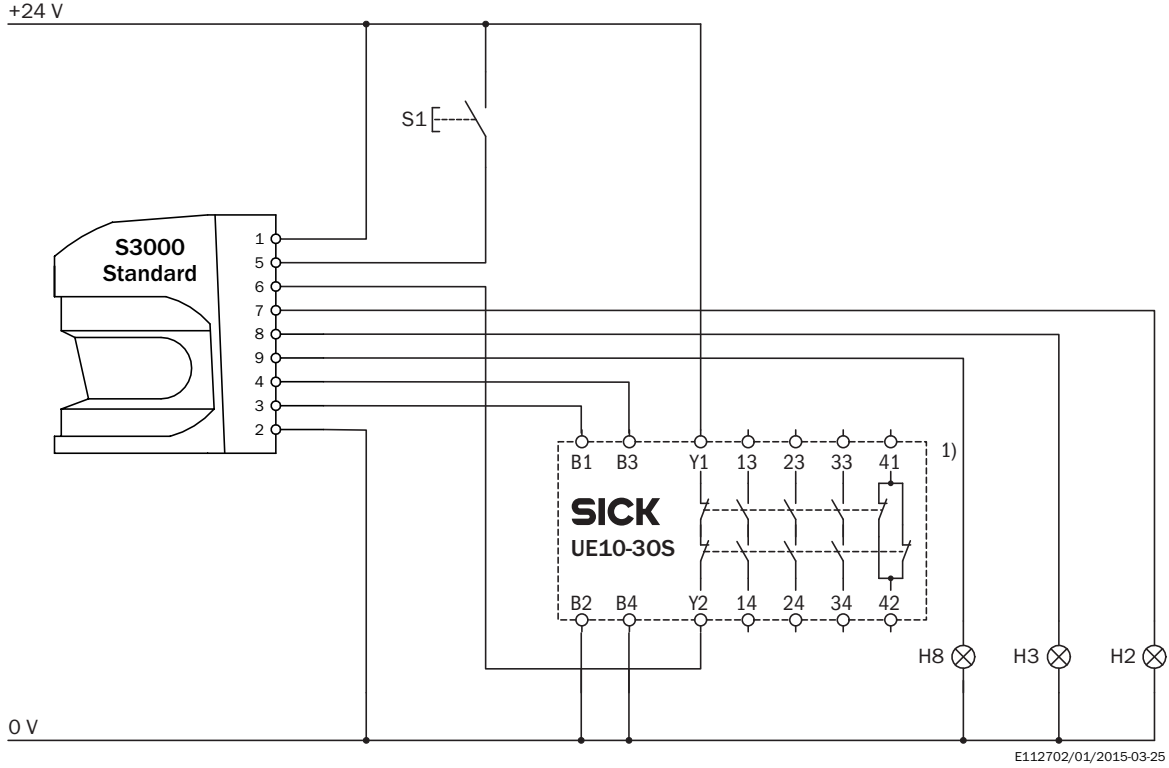 +24 V
S1
S3000
Standard
1
5
6
7
8
9
4
3
2
B1 B3 Y1 13 23 33 41 1)
SICK
UE10-30S
B2 B4 Y2 14 24 34 42
H8 H3 H2
0 V
E112702/01/2015-03-25